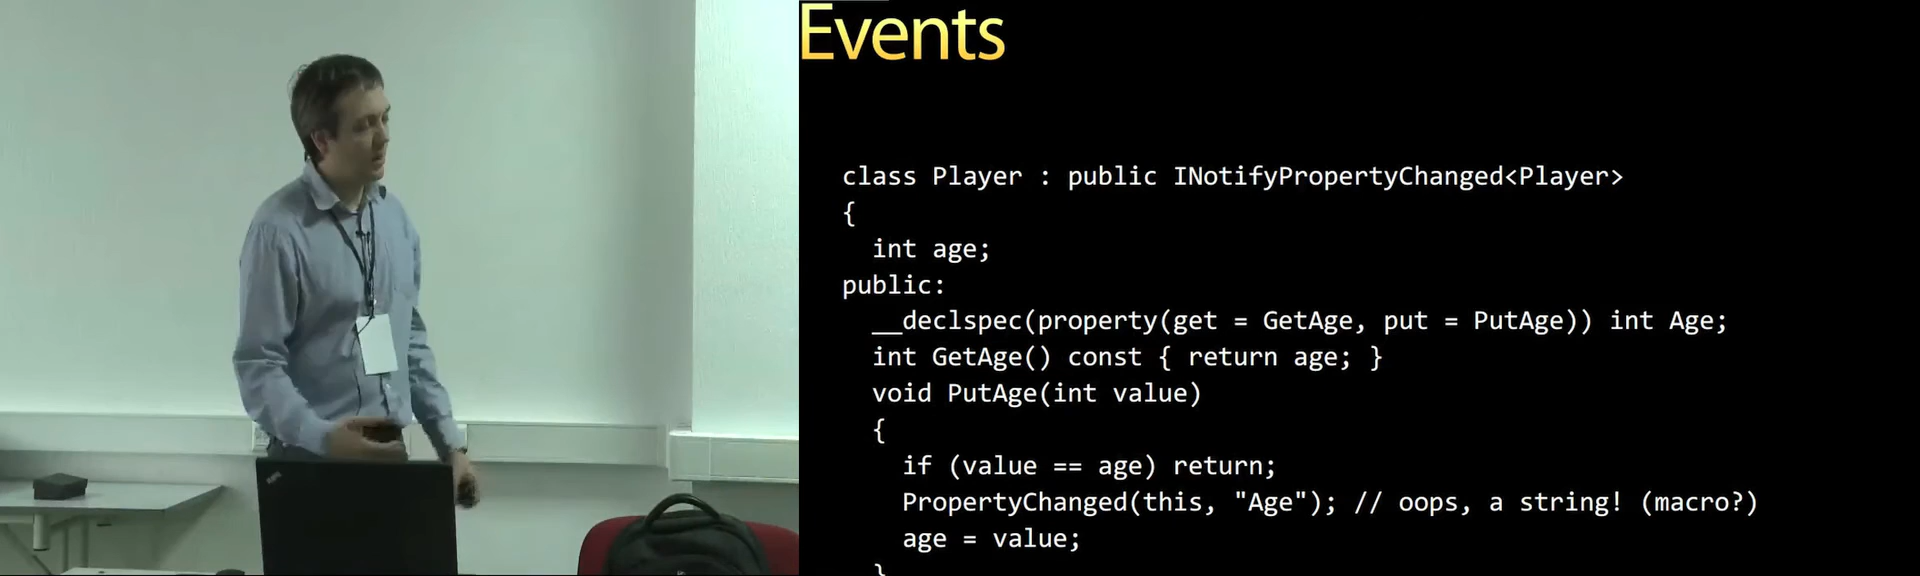 Events
class Player : public INotifyPropertyChanged<Player>
{
int age;
public:
__declspec(property(get = GetAge, put = PutAge)) int Age;
int GetAge() const { return age; }
void PutAge(int value)
{
if (value == age) return;
PropertyChanged(this, "Age"); // oops, a string! (macro?)
age = value;
}